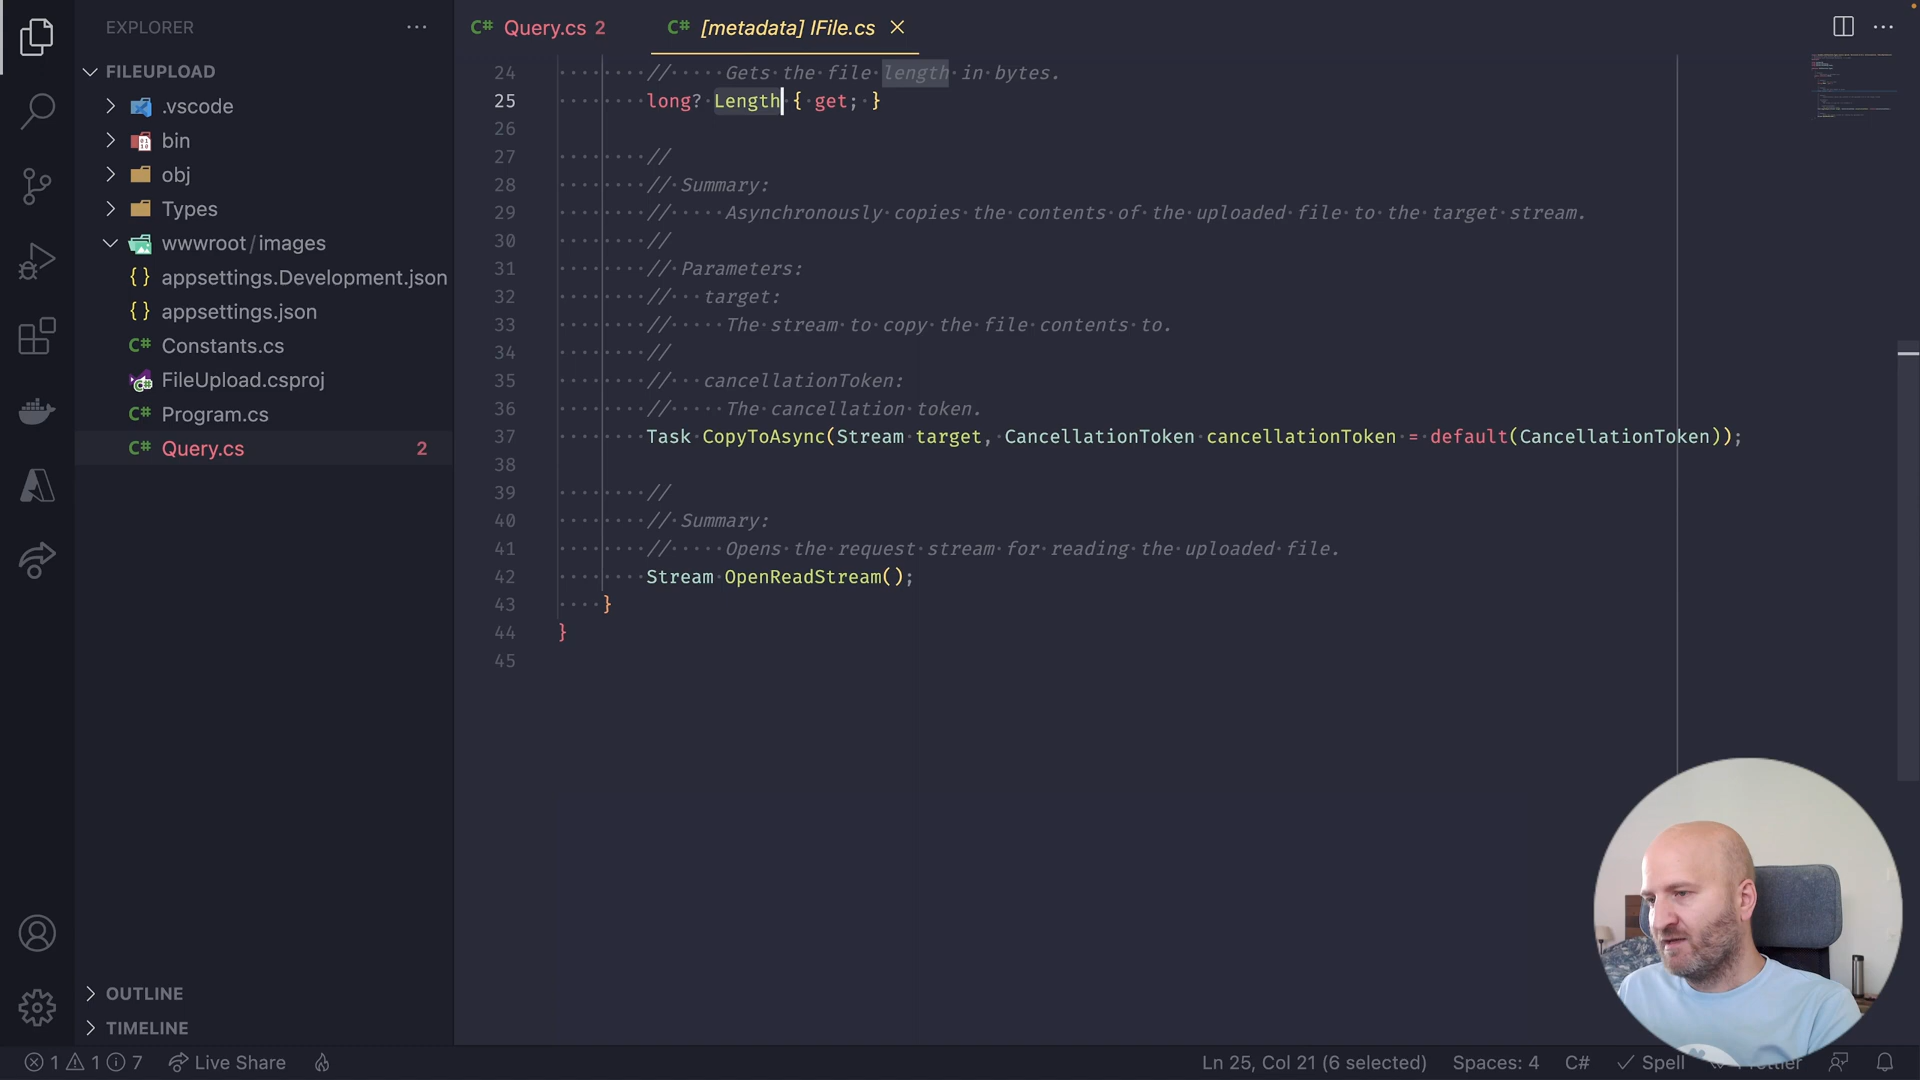 EXPLORER
FILEUPLOAD
.vscode
bin
obj
Types
wwwroot/images
appsettings.Development.json
appsettings.json
Constants.cs
FileUpload.csproj
Program.cs
Query.cs 2
OUTLINE
TIMELINE
Query.cs 2
[metadata] IFile.cs
24 // Gets the file length in bytes.
25 long? Length { get; }
26
27 //
28 // Summary:
29 // Asynchronously copies the contents of the uploaded file to the target stream.
30 //
31 // Parameters:
32 // target:
33 // The stream to copy the file contents to.
34 //
35 // cancellationToken:
36 // The cancellation token.
37 Task CopyToAsync(Stream target, CancellationToken cancellationToken = default(CancellationToken));
38
39 //
40 // Summary:
41 // Opens the request stream for reading the uploaded file.
42 Stream OpenReadStream();
43 }
44 }
45
1 1 7 Live Share
Ln 25, Col 21 (6 selected) Spaces: 4 C# Spell